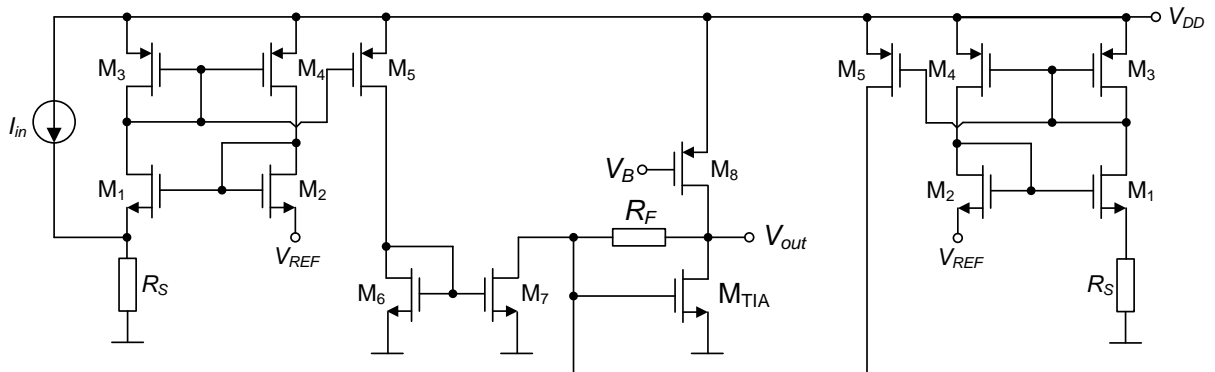 V_DD
M_3
M_4
M_5
M_5
M_4
M_3
I_in
M_1
M_2
V_B
M_8
M_2
M_1
R_F
V_out
V_REF
V_REF
R_S
M_6
M_7
M_TIA
R_S